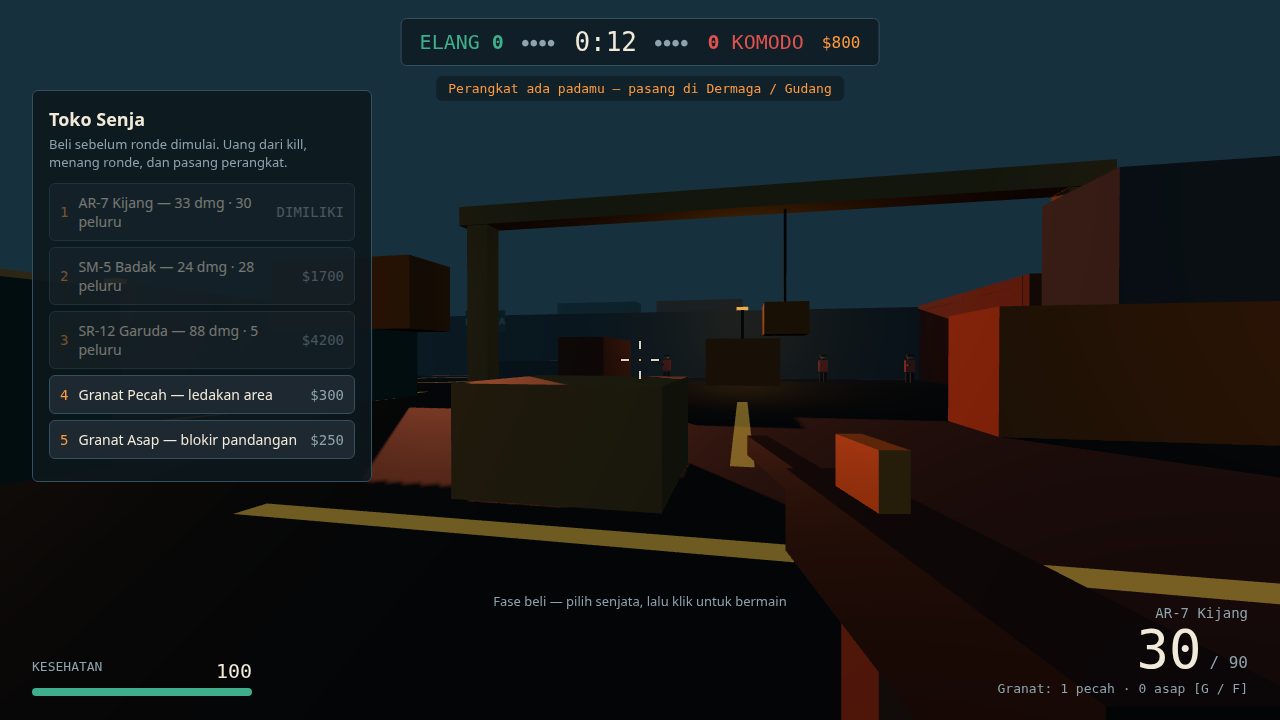 ELANG 0 •••• 0:12 •••• 0 KOMODO $800
Perangkat ada padamu — pasang di Dermaga / Gudang
Toko Senja
Beli sebelum ronde dimulai. Uang dari kill,
menang ronde, dan pasang perangkat.
1 AR-7 Kijang — 33 dmg · 30
peluru
DIMILIKI
2 SM-5 Badak — 24 dmg · 28
peluru
$1700
3 SR-12 Garuda — 88 dmg · 5
peluru
$4200
4 Granat Pecah — ledakan area $300
5 Granat Asap — blokir pandangan $250
Fase beli — pilih senjata, lalu klik untuk bermain
KESEHATAN 100
AR-7 Kijang
30 / 90
Granat: 1 pecah · 0 asap [G / F]